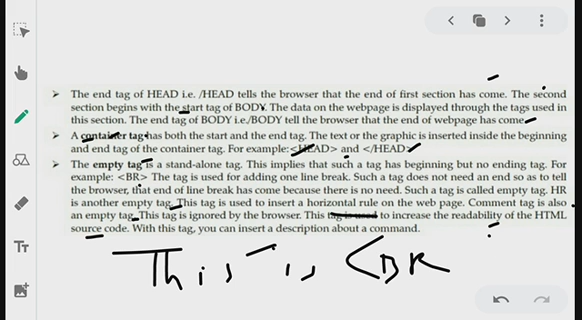 The end tag of HEAD i.e. /HEAD tells the browser that the end of first section has come. The second
section begins with the start tag of BODY. The data on the webpage is displayed through the tags used in
this section. The end tag of BODY i.e./BODY tell the browser that the end of webpage has come.
A container tag has both the start and the end tag. The text or the graphic is inserted inside the beginning
and end tag of the container tag. For example:<HEAD> and </HEAD>
The empty tag is a stand-alone tag. This implies that such a tag has beginning but no ending tag. For
example: <BR> The tag is used for adding one line break. Such a tag does not need an end so as to tell
the browser, that end of line break has come because there is no need. Such a tag is called empty tag. HR
is another empty tag. This tag is used to insert a horizontal rule on the web page. Comment tag is also
an empty tag. This tag is ignored by the browser. This tag is used to increase the readability of the HTML
source code. With this tag, you can insert a description about a command.
This is <BR
Tт